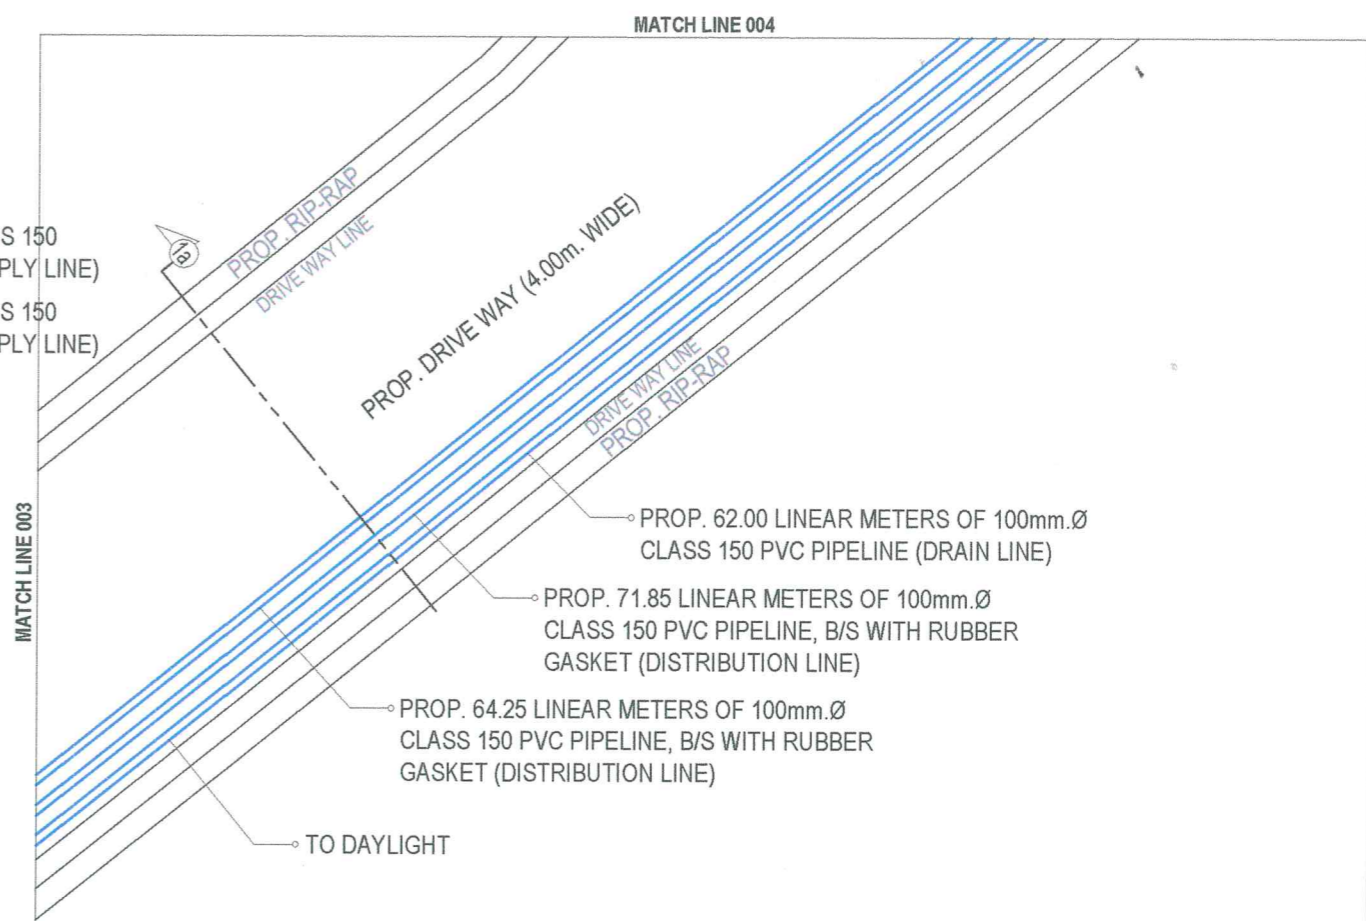 MATCH LINE 004
S 150
PLY LINE)
S 150
PLY LINE)
1a
PROP. RIP-RAP
DRIVE WAY LINE
PROP. DRIVE WAY (4.00m. WIDE)
DRIVE WAY LINE
PROP. RIP-RAP
MATCH LINE 003
PROP. 62.00 LINEAR METERS OF 100mm.Ø
CLASS 150 PVC PIPELINE (DRAIN LINE)
PROP. 71.85 LINEAR METERS OF 100mm.Ø
CLASS 150 PVC PIPELINE, B/S WITH RUBBER
GASKET (DISTRIBUTION LINE)
PROP. 64.25 LINEAR METERS OF 100mm.Ø
CLASS 150 PVC PIPELINE, B/S WITH RUBBER
GASKET (DISTRIBUTION LINE)
TO DAYLIGHT